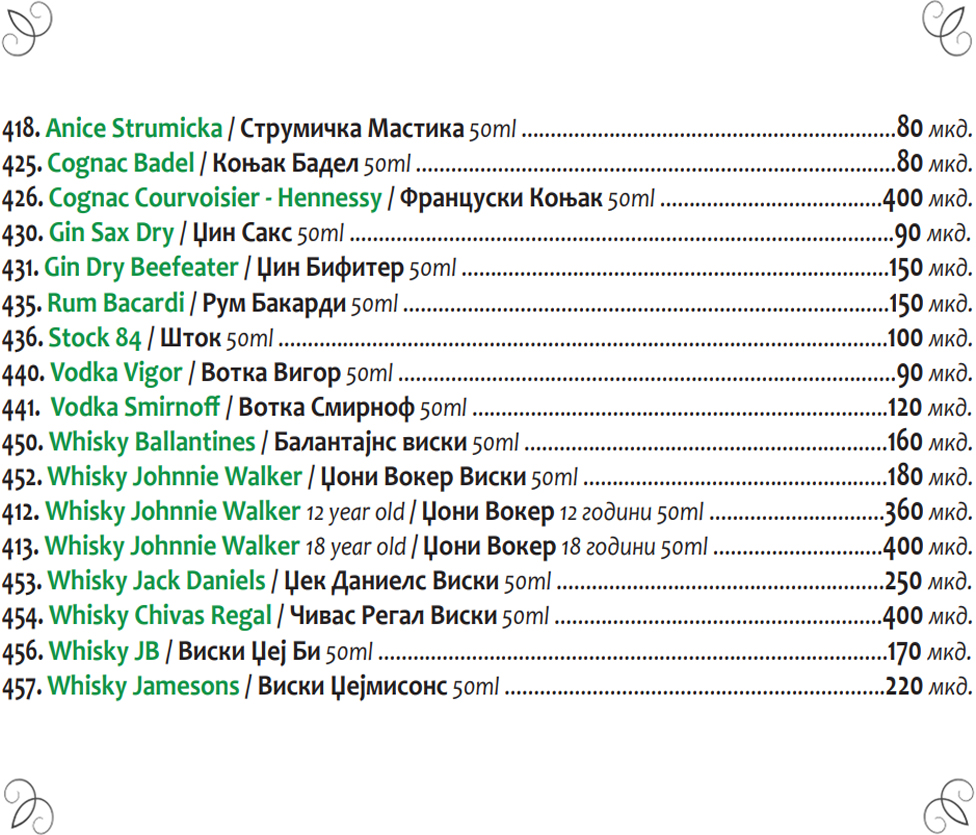 418. Anice Strumicka / Струмичка Мастика 50ml ........................................................80 мкд.
425. Cognac Badel / Коњак Бадел 50ml ........................................................................80 мкд.
426. Cognac Courvoisier - Hennessy / Француски Коњак 50ml .................................400 мкд.
430. Gin Sax Dry / Џин Сакс 50ml ..................................................................................90 мкд.
431. Gin Dry Beefeater / Џин Бифитер 50ml ................................................................150 мкд.
435. Rum Bacardi / Рум Бакарди 50ml .........................................................................150 мкд.
436. Stock 84 / Шток 50ml ............................................................................................100 мкд.
440. Vodka Vigor / Вотка Вигор 50ml ...........................................................................90 мкд.
441. Vodka Smirnoff / Вотка Смирноф 50ml ..............................................................120 мкд.
450. Whisky Ballantines / Балантајнс виски 50ml ......................................................160 мкд.
452. Whisky Johnnie Walker / Џони Вокер Виски 50ml .............................................180 мкд.
412. Whisky Johnnie Walker 12 year old / Џони Вокер 12 години 50ml ..........................360 мкд.
413. Whisky Johnnie Walker 18 year old / Џони Вокер 18 години 50ml .........................400 мкд.
453. Whisky Jack Daniels / Џек Даниелс Виски 50ml .................................................250 мкд.
454. Whisky Chivas Regal / Чивас Регал Виски 50ml .................................................400 мкд.
456. Whisky JB / Виски Џеј Би 50ml ............................................................................170 мкд.
457. Whisky Jamesons / Виски Џејмисонс 50ml .........................................................220 мкд.